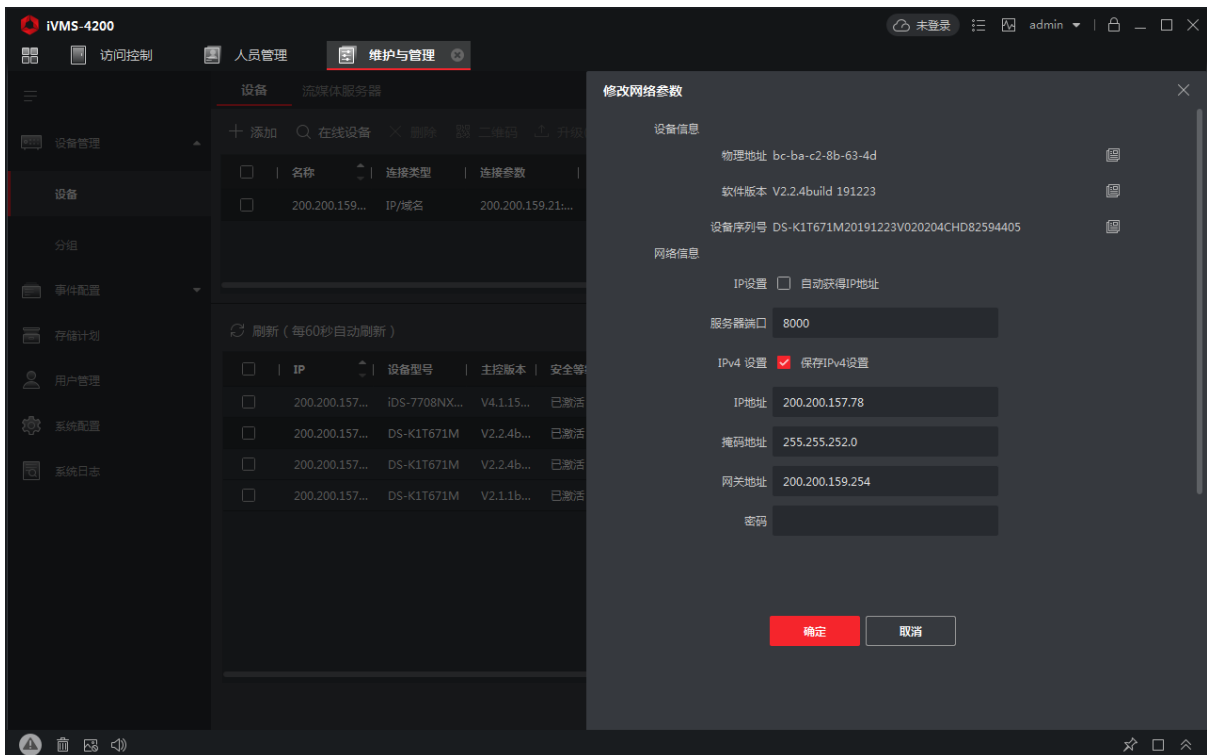 iVMS-4200
未登录 admin
访问控制 人员管理 维护与管理
设备 流媒体服务器
添加 在线设备 删除 二维码 升级
名称 连接类型 连接参数
200.200.159... IP/域名 200.200.159.21:...
设备管理
设备
分组
事件配置
存储计划
用户管理
系统配置
系统日志
刷新（每60秒自动刷新）
IP 设备型号 主控版本 安全等
200.200.157... iDS-7708NX... V4.1.15... 已激活
200.200.157... DS-K1T671M V2.2.4b... 已激活
200.200.157... DS-K1T671M V2.2.4b... 已激活
200.200.157... DS-K1T671M V2.1.1b... 已激活
修改网络参数
设备信息
物理地址 bc-ba-c2-8b-63-4d
软件版本 V2.2.4build 191223
设备序列号 DS-K1T671M20191223V020204CHD82594405
网络信息
IP设置 自动获得IP地址
服务器端口 8000
IPv4 设置 保存IPv4设置
IP地址 200.200.157.78
掩码地址 255.255.252.0
网关地址 200.200.159.254
密码
确定 取消